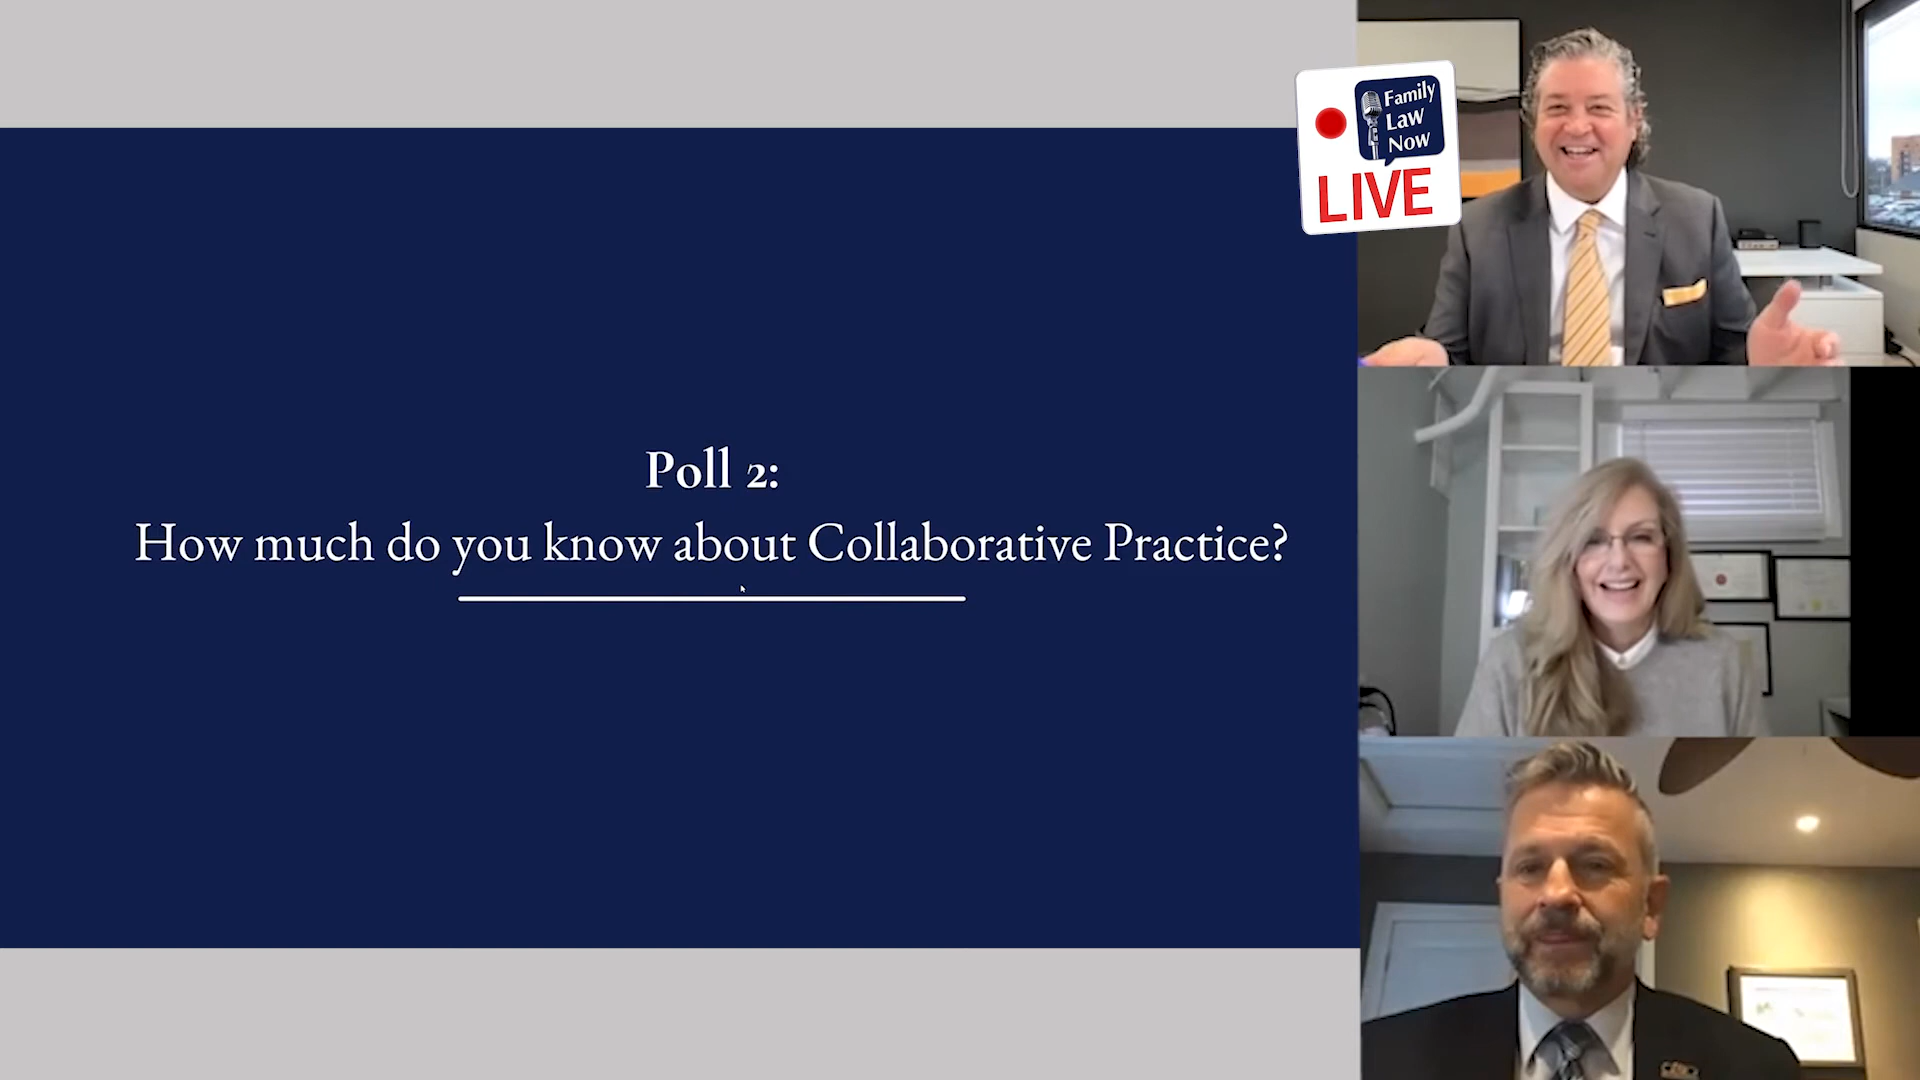 Poll 2:
How much do you know about Collaborative Practice?
Family
Law
Now
LIVE